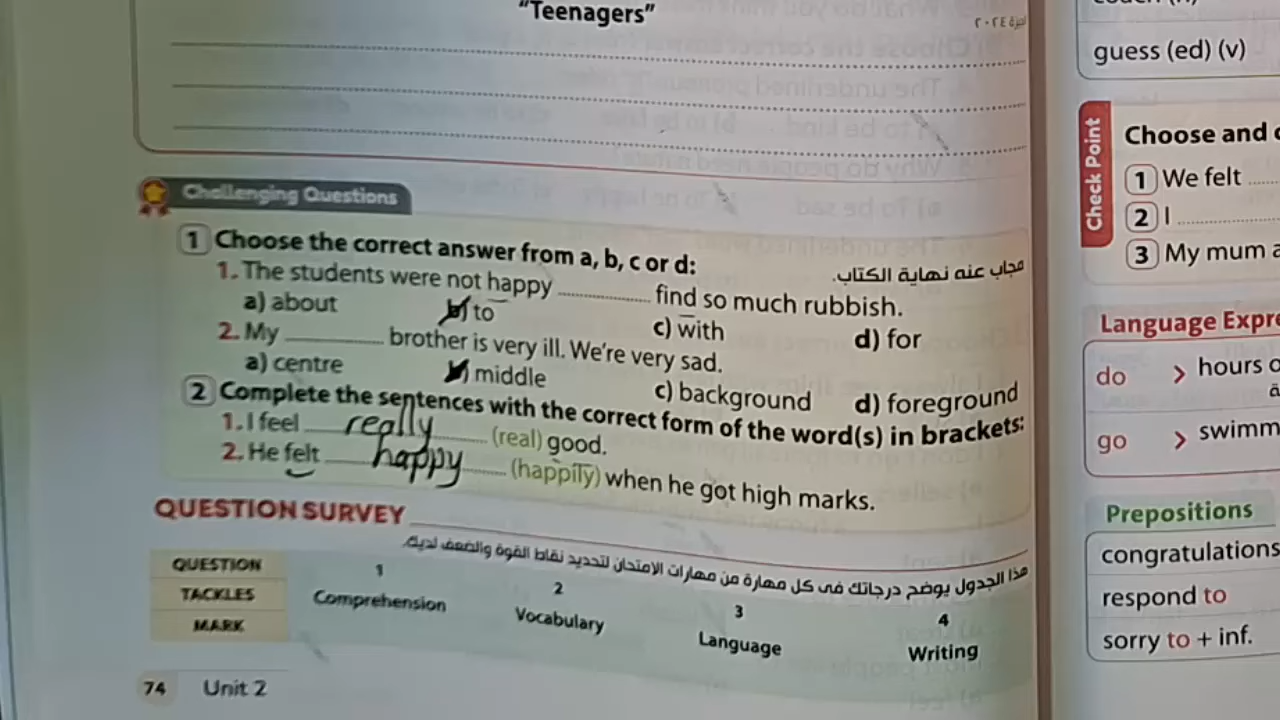 "Teenagers"
الجيزة ٢٠٢٤
Challenging Questions
1 Choose the correct answer from a, b, c or d:
مجاب عنه نهاية الكتاب.
1. The students were not happy ............ find so much rubbish.
a) about b) to c) with d) for
2. My ............ brother is very ill. We're very sad.
a) centre b) middle c) background d) foreground
2 Complete the sentences with the correct form of the word(s) in brackets:
1. I feel really (real) good.
2. He felt happy (happily) when he got high marks.
QUESTION SURVEY
هذا الجدول يوضح درجاتك فى كل مهارة من مهارات الامتحان لتحديد نقاط القوة والضعف لديك.
QUESTION 1 2 3 4
TACKLES Comprehension Vocabulary Language Writing
MARK
74 Unit 2
guess (ed) (v)
Check Point
Choose and
1 We felt ......
2 I ............
3 My mum a
Language Expre
do > hours o
go > swimm
Prepositions
congratulations
respond to
sorry to + inf.